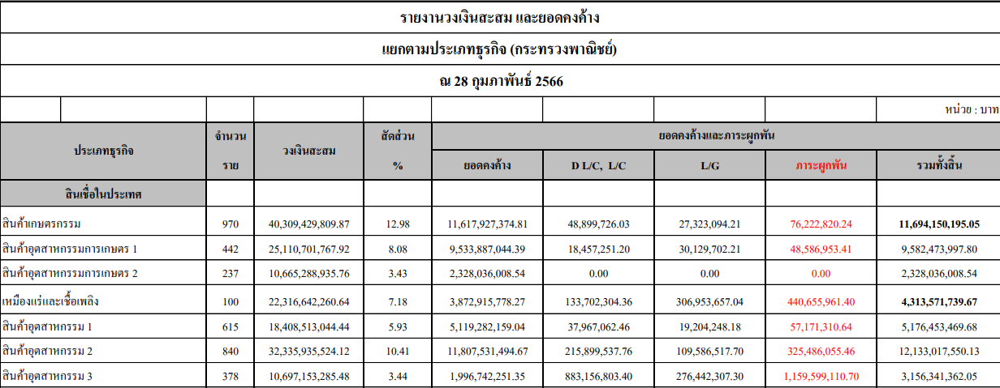 รายงานวงเงินสะสม และยอดคงค้าง
แยกตามประเภทธุรกิจ (กระทรวงพาณิชย์)
ณ 28 กุมภาพันธ์ 2566
หน่วย : บาท
ประเภทธุรกิจ จำนวน ราย วงเงินสะสม สัดส่วน % ยอดคงค้างและภาระผูกพัน
ยอดคงค้าง D L/C, L/C L/G ภาระผูกพัน รวมทั้งสิ้น
สินเชื่อในประเทศ
สินค้าเกษตรกรรม 970 40,309,429,809.87 12.98 11,617,927,374.81 48,899,726.03 27,323,094.21 76,222,820.24 11,694,150,195.05
สินค้าอุตสาหกรรมการเกษตร 1 442 25,110,701,767.92 8.08 9,533,887,044.39 18,457,251.20 30,129,702.21 48,586,953.41 9,582,473,997.80
สินค้าอุตสาหกรรมการเกษตร 2 237 10,665,288,935.76 3.43 2,328,036,008.54 0.00 0.00 0.00 2,328,036,008.54
เหมืองแร่และเชื้อเพลิง 100 22,316,642,260.64 7.18 3,872,915,778.27 133,702,304.36 306,953,657.04 440,655,961.40 4,313,571,739.67
สินค้าอุตสาหกรรม 1 615 18,408,513,044.44 5.93 5,119,282,159.04 37,967,062.46 19,204,248.18 57,171,310.64 5,176,453,469.68
สินค้าอุตสาหกรรม 2 840 32,335,935,524.12 10.41 11,807,531,494.67 215,899,537.76 109,586,517.70 325,486,055.46 12,133,017,550.13
สินค้าอุตสาหกรรม 3 378 10,697,153,285.48 3.44 1,996,742,251.35 883,156,803.40 276,442,307.30 1,159,599,110.70 3,156,341,362.05